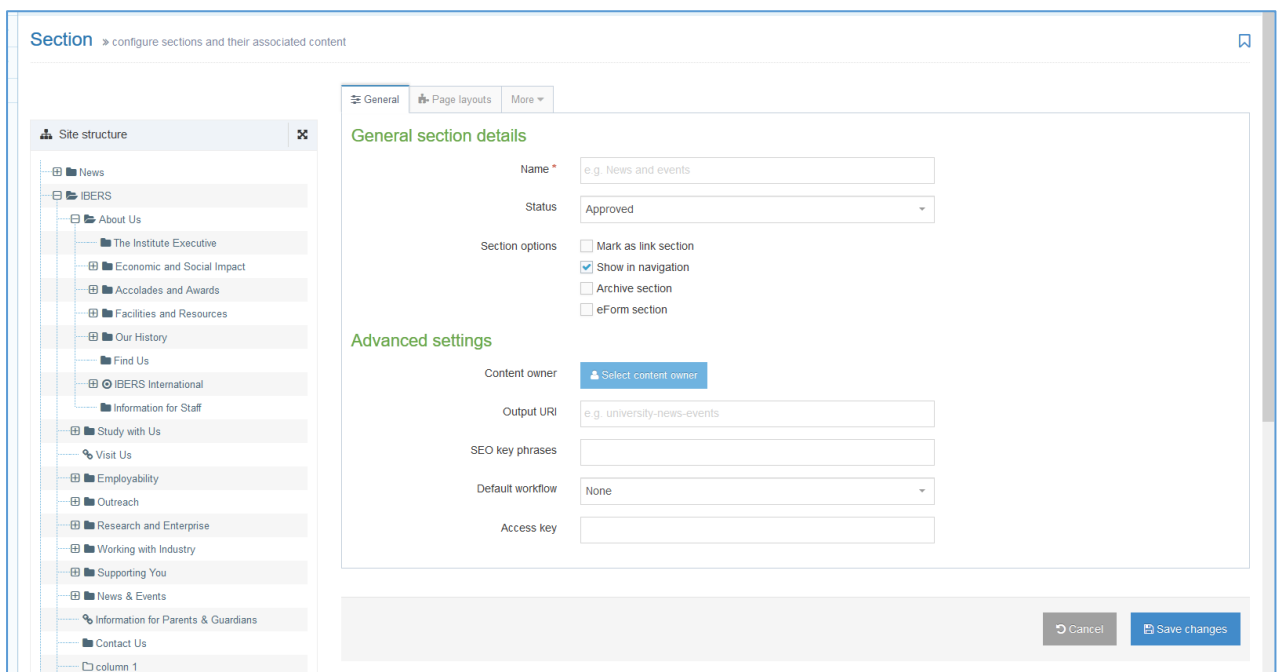 Section » configure sections and their associated content
General Page layouts More
Site structure
News
IBERS
About Us
The Institute Executive
Economic and Social Impact
Accolades and Awards
Facilities and Resources
Our History
Find Us
IBERS International
Information for Staff
Study with Us
Visit Us
Employability
Outreach
Research and Enterprise
Working with Industry
Supporting You
News & Events
Information for Parents & Guardians
Contact Us
column 1
General section details
Name * e.g. News and events
Status Approved
Section options Mark as link section
Show in navigation
Archive section
eForm section
Advanced settings
Content owner Select content owner
Output URI e.g. university-news-events
SEO key phrases
Default workflow None
Access key
Cancel Save changes